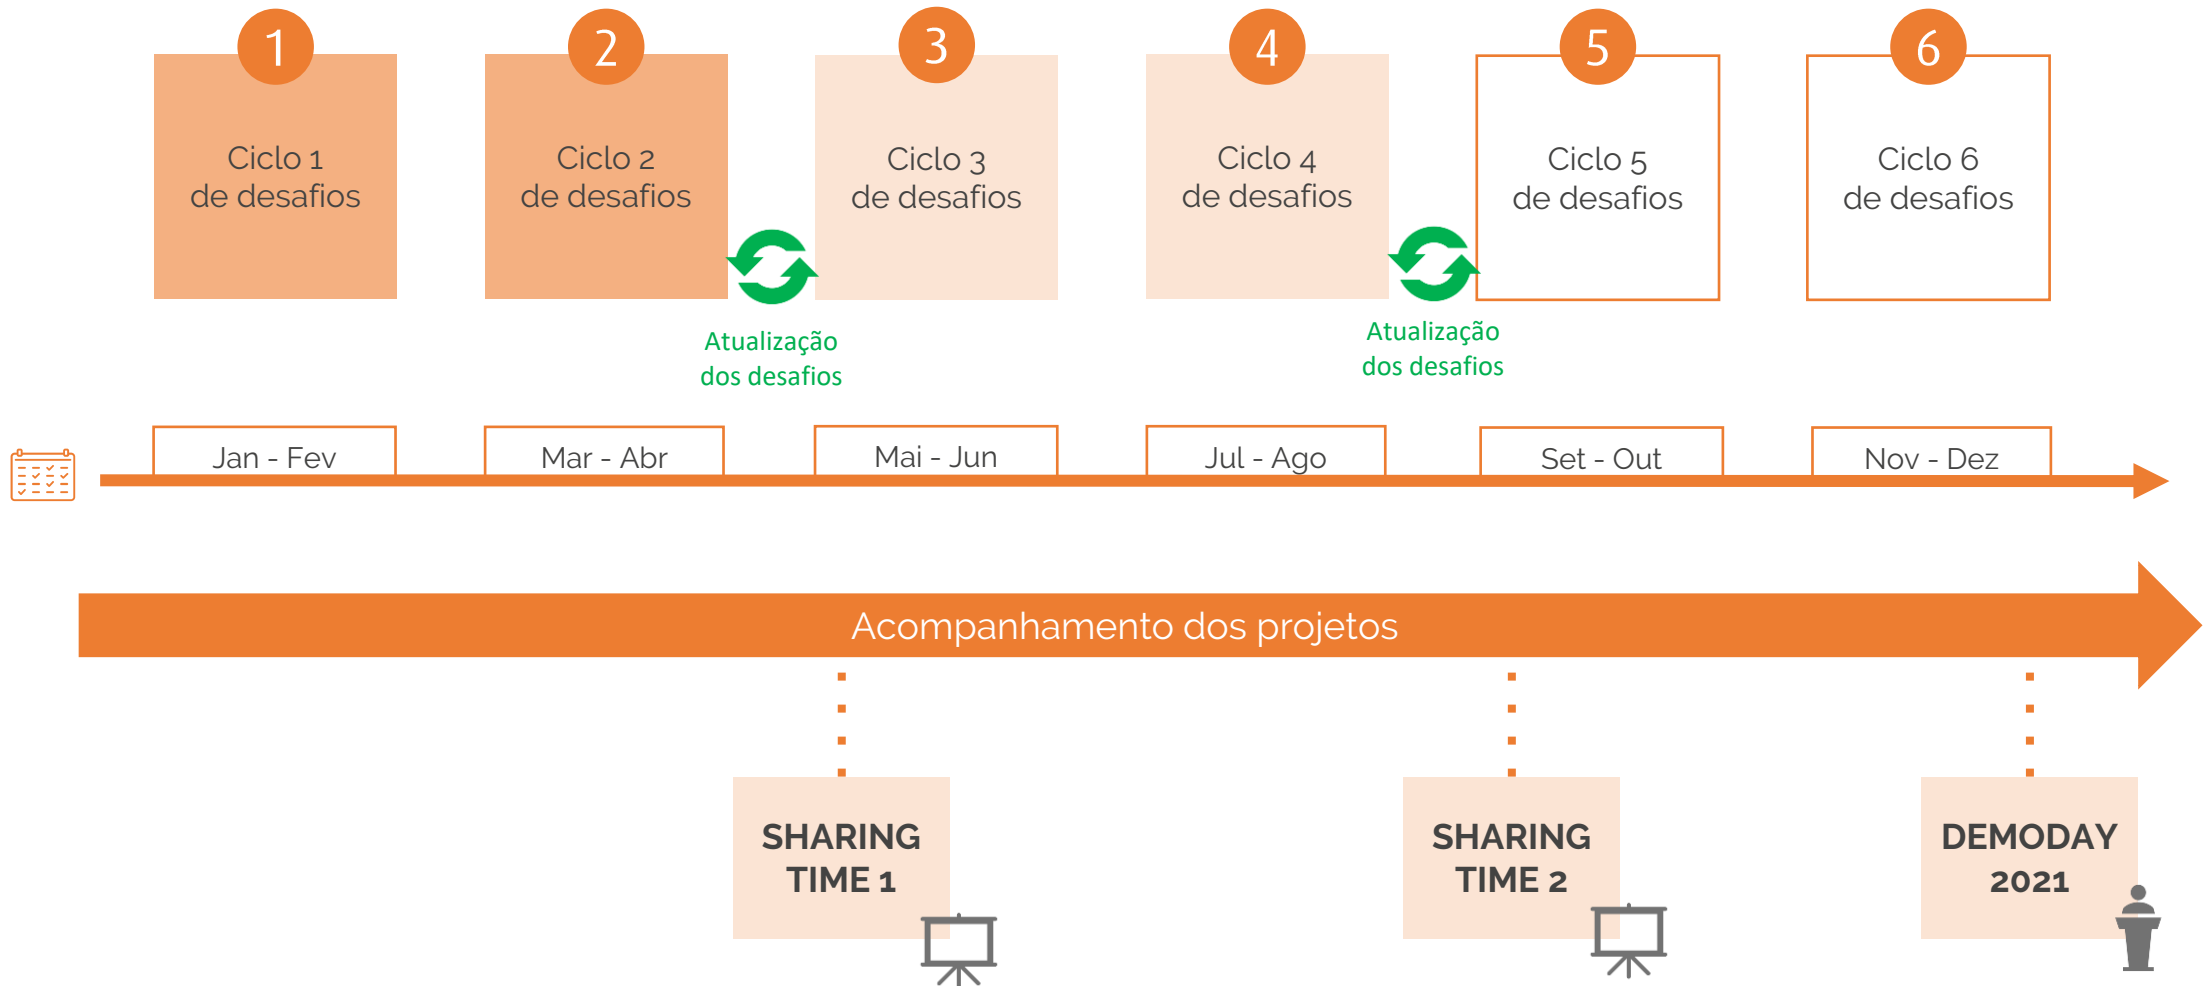 1
2
3
4
5
6
Ciclo 1
de desafios
Ciclo 2
de desafios
Ciclo 3
de desafios
Ciclo 4
de desafios
Ciclo 5
de desafios
Ciclo 6
de desafios
Atualização
dos desafios
Atualização
dos desafios
Jan - Fev
Mar - Abr
Mai - Jun
Jul - Ago
Set - Out
Nov - Dez
Acompanhamento dos projetos
SHARING
TIME 1
SHARING
TIME 2
DEMODAY
2021